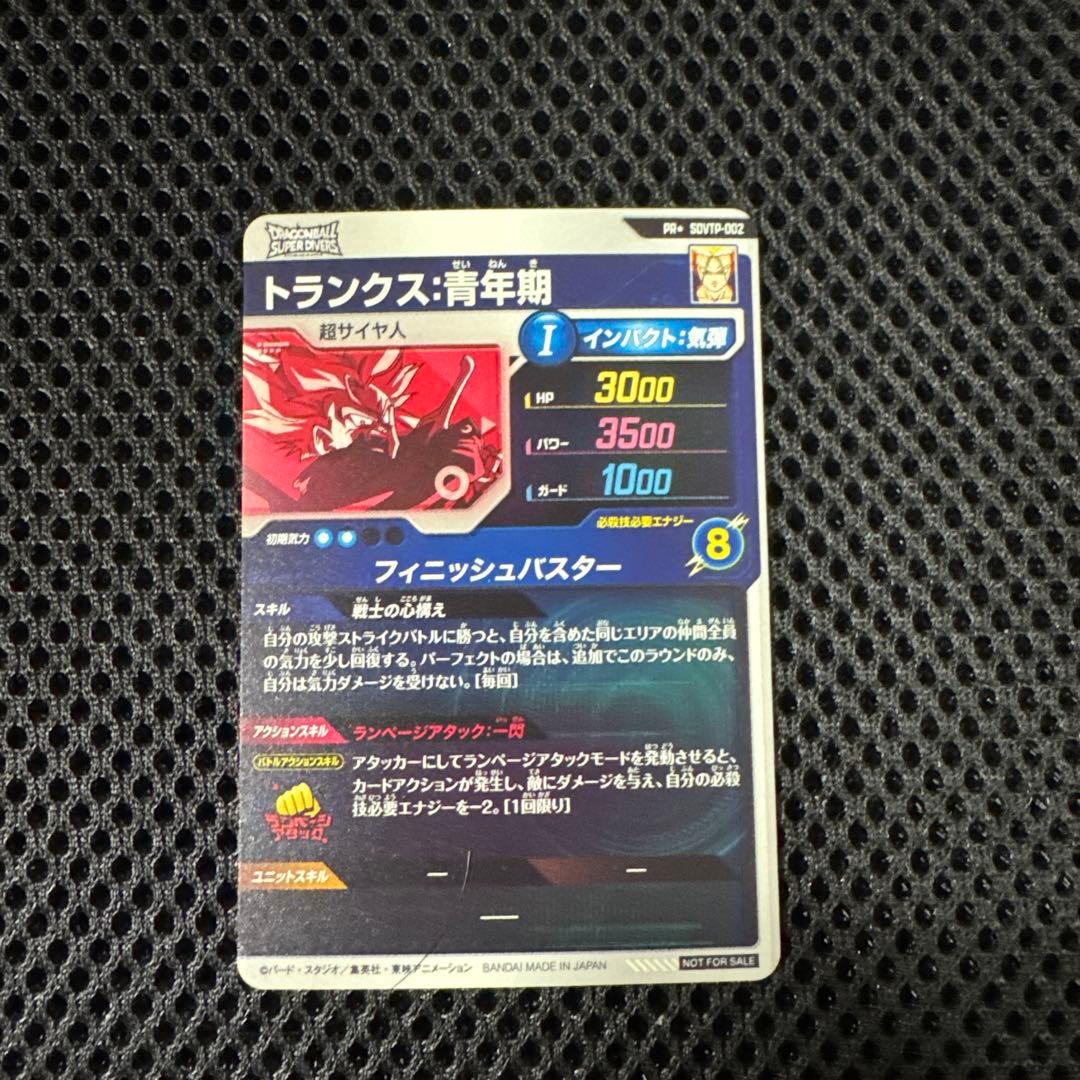 DRAGONBALL
SUPER DIVERS
PR★ SDVTP-002
せいねんき
トランクス:青年期
超サイヤ人
I インパクト:気弾
HP 3000
パワー 3500
ガード 1000
初期気力
必殺技必要エナジー
8
フィニッシュバスター
スキル 戦士の心構え
自分の攻撃ストライクバトルに勝つと、自分を含めた同じエリアの仲間全員
の気力を少し回復する。パーフェクトの場合は、追加でこのラウンドのみ、
自分は気力ダメージを受けない。[毎回]
アクションスキル ランページアタック:一閃
バトルアクションスキル
アタッカーにしてランページアタックモードを発動させると、
カードアクションが発生し、敵にダメージを与え、自分の必殺
技必要エナジーを−2。[1回限り]
ランページ
アタック
ユニットスキル ー ー
ー
©バード・スタジオ／集英社・東映アニメーション BANDAI MADE IN JAPAN
NOT FOR SALE